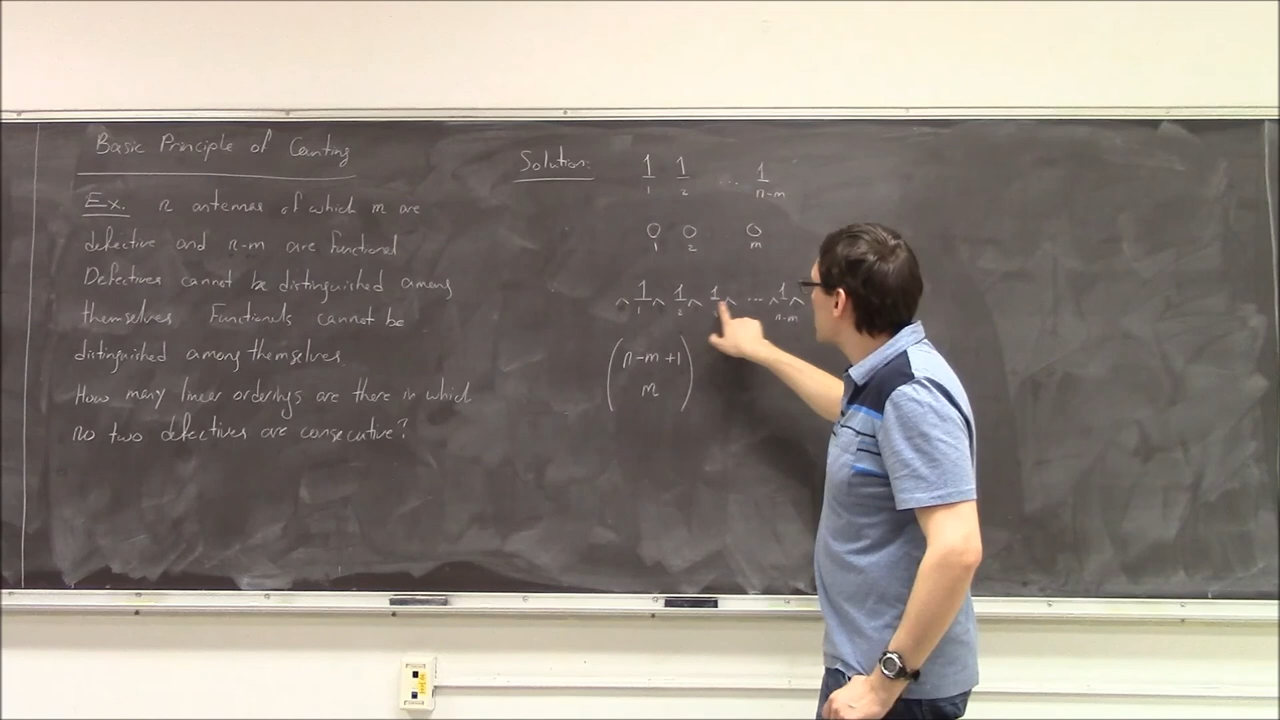 Basic Principle of Counting
Ex. n antennas of which m are
defective and n-m are functional
Defectives cannot be distinguished among
themselves Functionals cannot be
distinguished among themselves.
How many linear orderings are there in which
no two defectives are consecutive?
Solution:
1 1 ... 1
1 2 n-m
0 0 0
1 2 m
^ 1 ^ 1 ^ 1 ^ ... ^ 1 ^
1 2 n-m
(n-m+1
m)